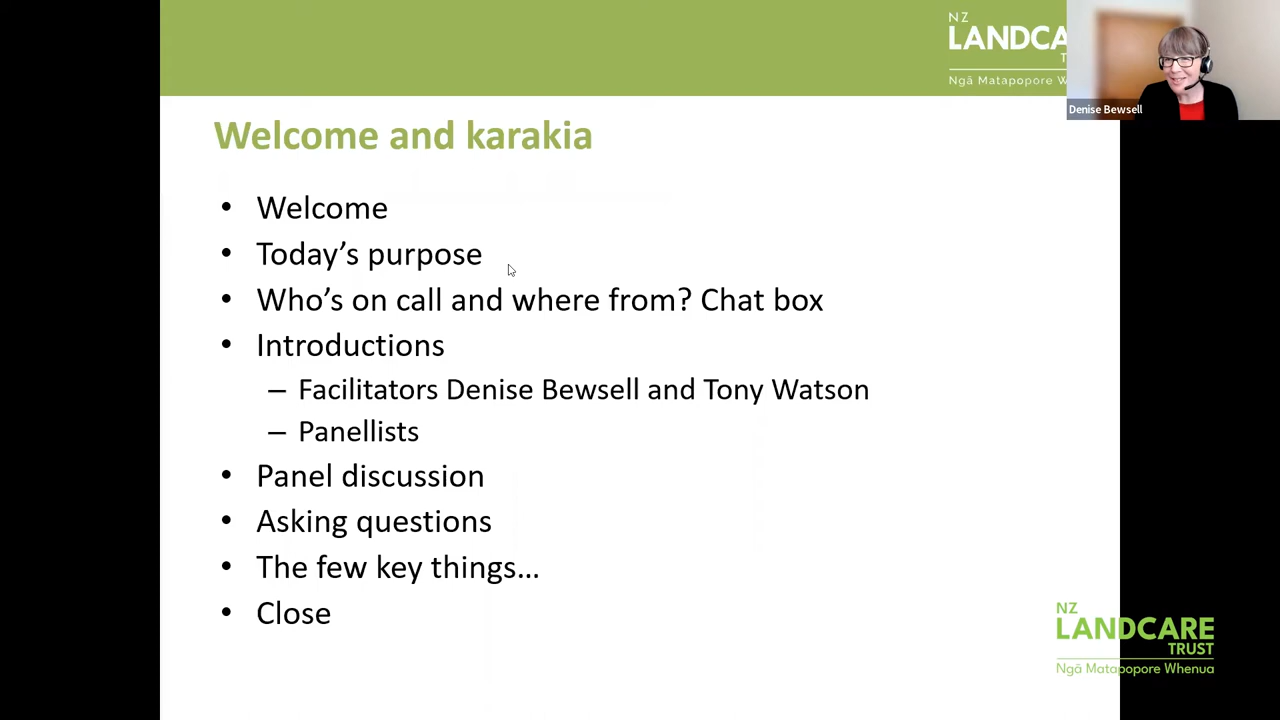 NZ
LANDCA
T
Ngā Matapopore W
Denise Bewsell
Welcome and karakia
• Welcome
• Today's purpose
• Who's on call and where from? Chat box
• Introductions
– Facilitators Denise Bewsell and Tony Watson
– Panellists
• Panel discussion
• Asking questions
• The few key things...
• Close
NZ
LANDCARE
TRUST
Ngā Matapopore Whenua